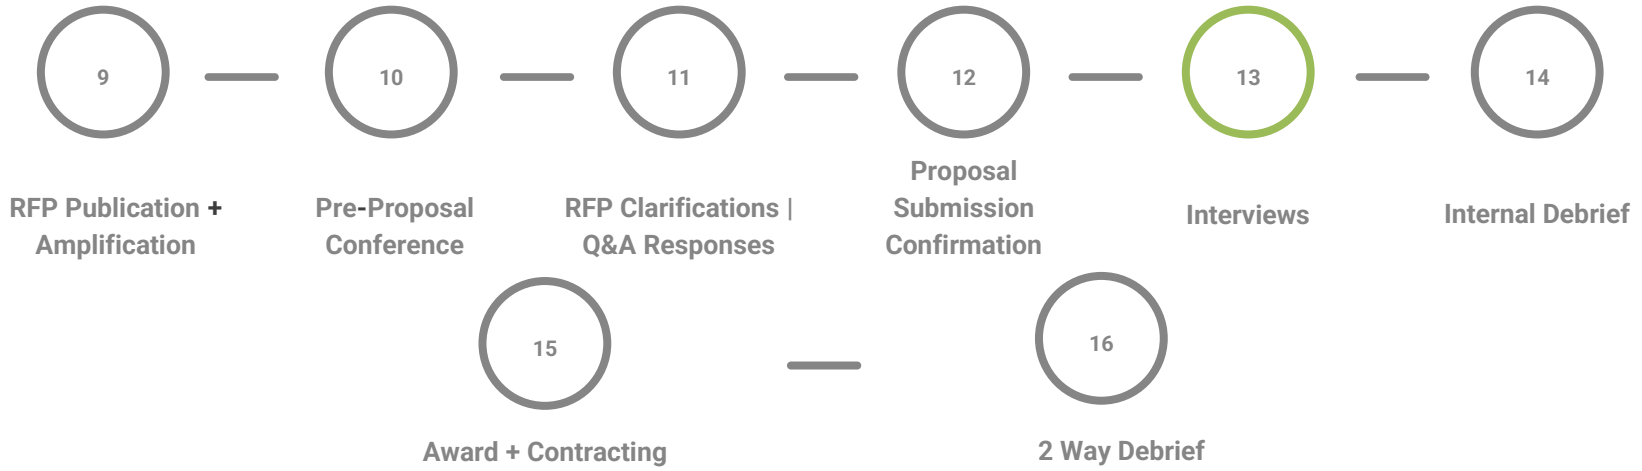 9
10
11
12
13
14
RFP Publication +
Amplification
Pre-Proposal
Conference
RFP Clarifications |
Q&A Responses
Proposal
Submission
Confirmation
Interviews
Internal Debrief
15
16
Award + Contracting
2 Way Debrief